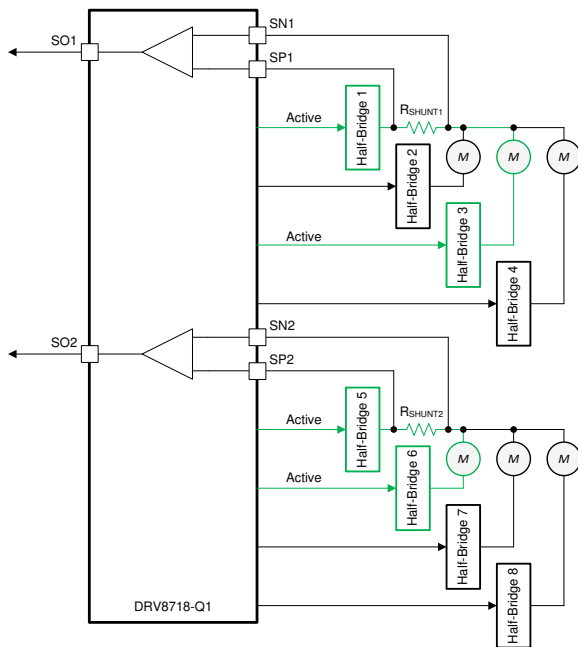 SO1
SN1
SP1
Active
Half-Bridge 1
RSHUNT1
M
M
M
Half-Bridge 2
Active
Half-Bridge 3
Half-Bridge 4
SO2
SN2
SP2
Active
Half-Bridge 5
RSHUNT2
M
M
M
Active
Half-Bridge 6
Half-Bridge 7
Half-Bridge 8
DRV8718-Q1